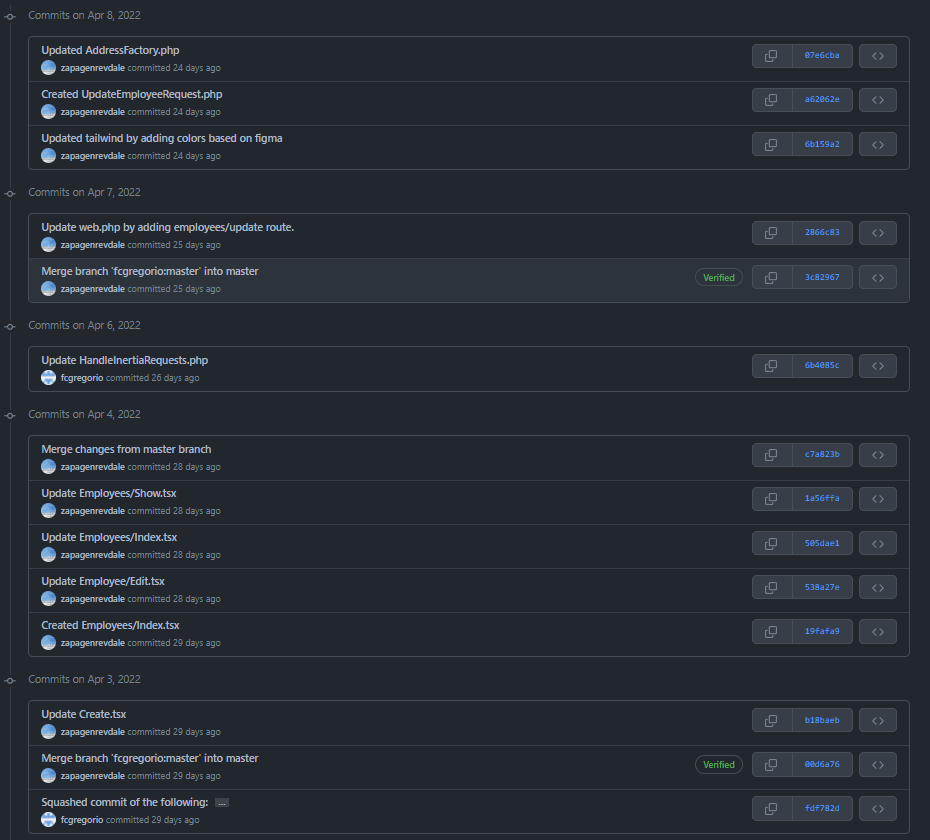 Commits on Apr 8, 2022
Updated AddressFactory.php
zapagenrevdale committed 24 days ago
07e6cba
Created UpdateEmployeeRequest.php
zapagenrevdale committed 24 days ago
a62062e
Updated tailwind by adding colors based on figma
zapagenrevdale committed 24 days ago
6b159a2
Commits on Apr 7, 2022
Update web.php by adding employees/update route.
zapagenrevdale committed 25 days ago
2866c83
Merge branch 'fcgregorio:master' into master
zapagenrevdale committed 25 days ago
Verified
3c82967
Commits on Apr 6, 2022
Update HandleInertiaRequests.php
fcgregorio committed 26 days ago
6b4085c
Commits on Apr 4, 2022
Merge changes from master branch
zapagenrevdale committed 28 days ago
c7a823b
Update Employees/Show.tsx
zapagenrevdale committed 28 days ago
1a56ffa
Update Employees/Index.tsx
zapagenrevdale committed 28 days ago
505dae1
Update Employee/Edit.tsx
zapagenrevdale committed 28 days ago
538a27e
Created Employees/Index.tsx
zapagenrevdale committed 29 days ago
19fafa9
Commits on Apr 3, 2022
Update Create.tsx
zapagenrevdale committed 29 days ago
b18baeb
Merge branch 'fcgregorio:master' into master
zapagenrevdale committed 29 days ago
Verified
00d6a76
Squashed commit of the following: ...
fcgregorio committed 29 days ago
fdf782d